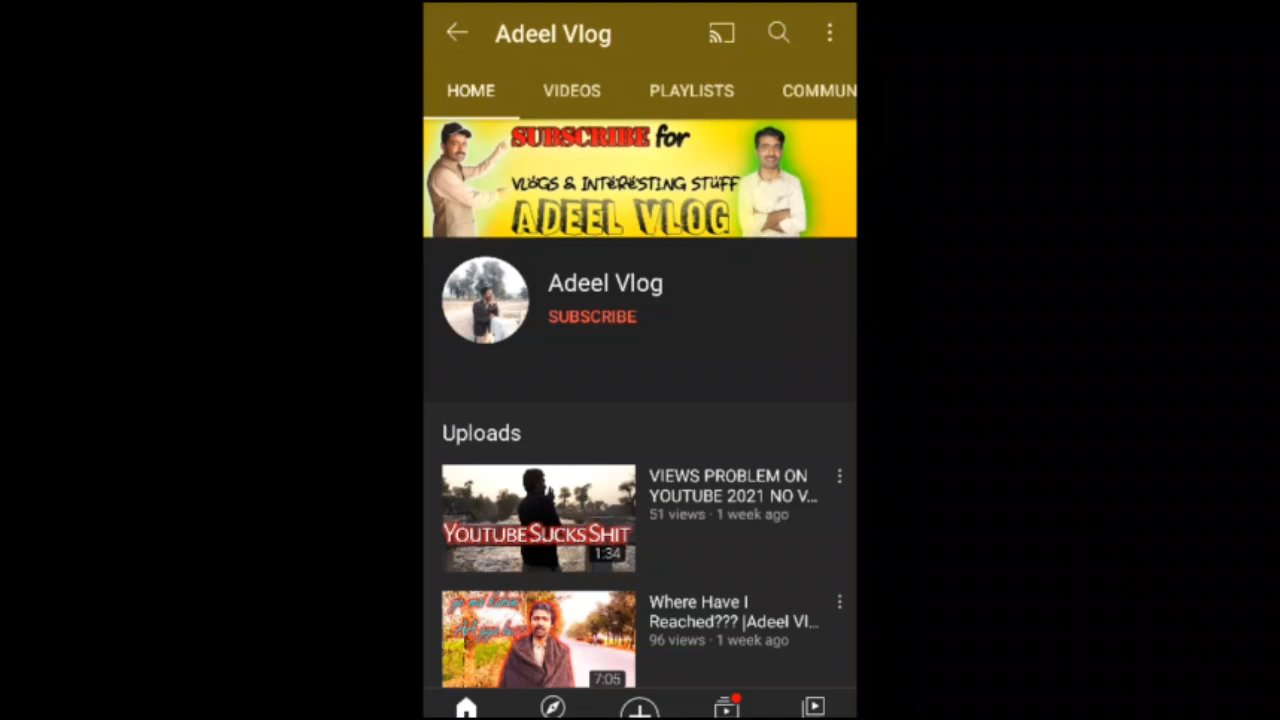 Adeel Vlog
HOME VIDEOS PLAYLISTS COMMUN
SUBSCRIBE for
VLOGS & INTERESTING STUFF
ADEEL VLOG
Adeel Vlog
SUBSCRIBE
Uploads
YOUTUBE SUCKS SHIT
1:34
VIEWS PROBLEM ON
YOUTUBE 2021 NO V...
51 views · 1 week ago
7:05
Where Have I
Reached??? |Adeel Vl...
96 views · 1 week ago